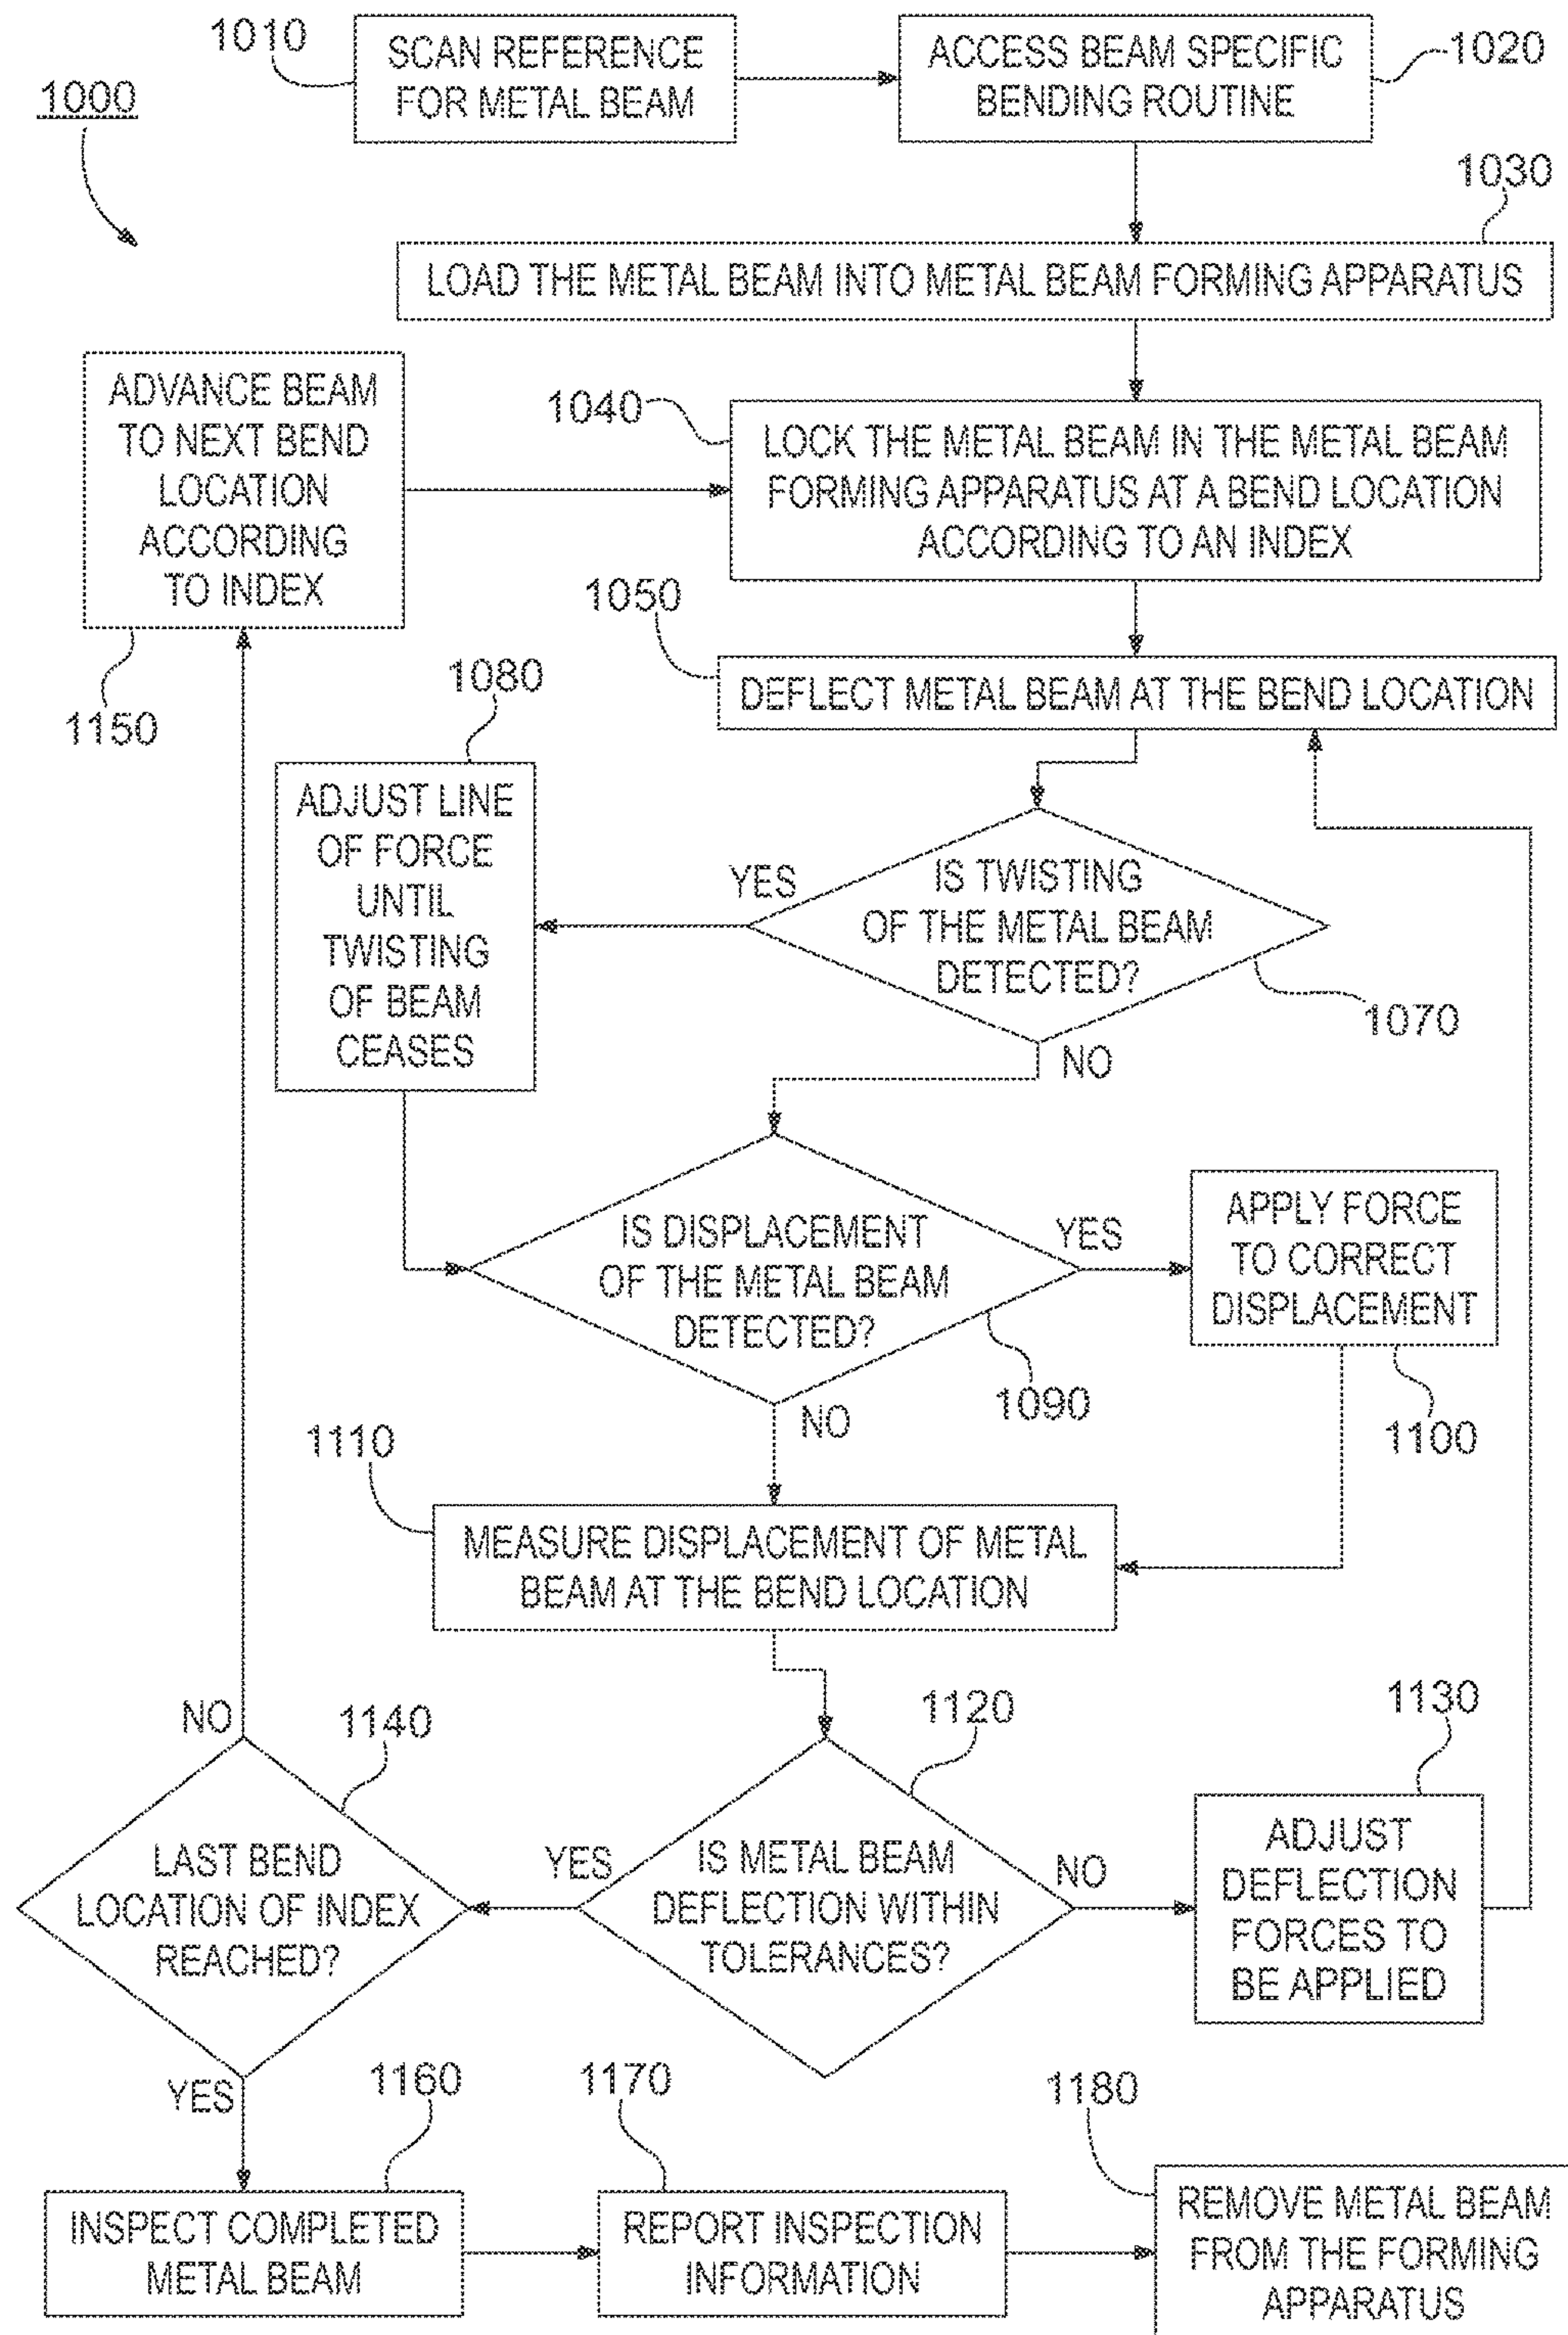 1000
1010
SCAN REFERENCE
FOR METAL BEAM
ACCESS BEAM SPECIFIC
BENDING ROUTINE
1020
1030
LOAD THE METAL BEAM INTO METAL BEAM FORMING APPARATUS
ADVANCE BEAM
TO NEXT BEND
LOCATION
ACCORDING
TO INDEX
1150
1040
LOCK THE METAL BEAM IN THE METAL BEAM
FORMING APPARATUS AT A BEND LOCATION
ACCORDING TO AN INDEX
1050
DEFLECT METAL BEAM AT THE BEND LOCATION
1080
ADJUST LINE
OF FORCE
UNTIL
TWISTING
OF BEAM
CEASES
YES
IS TWISTING
OF THE METAL BEAM
DETECTED?
1070
NO
IS DISPLACEMENT
OF THE METAL BEAM
DETECTED?
YES
1090
NO
APPLY FORCE
TO CORRECT
DISPLACEMENT
1100
1110
MEASURE DISPLACEMENT OF METAL
BEAM AT THE BEND LOCATION
1120
IS METAL BEAM
DEFLECTION WITHIN
TOLERANCES?
NO
1130
ADJUST
DEFLECTION
FORCES TO
BE APPLIED
YES
NO
1140
LAST BEND
LOCATION OF INDEX
REACHED?
YES
1160
INSPECT COMPLETED
METAL BEAM
1170
REPORT INSPECTION
INFORMATION
1180
REMOVE METAL BEAM
FROM THE FORMING
APPARATUS